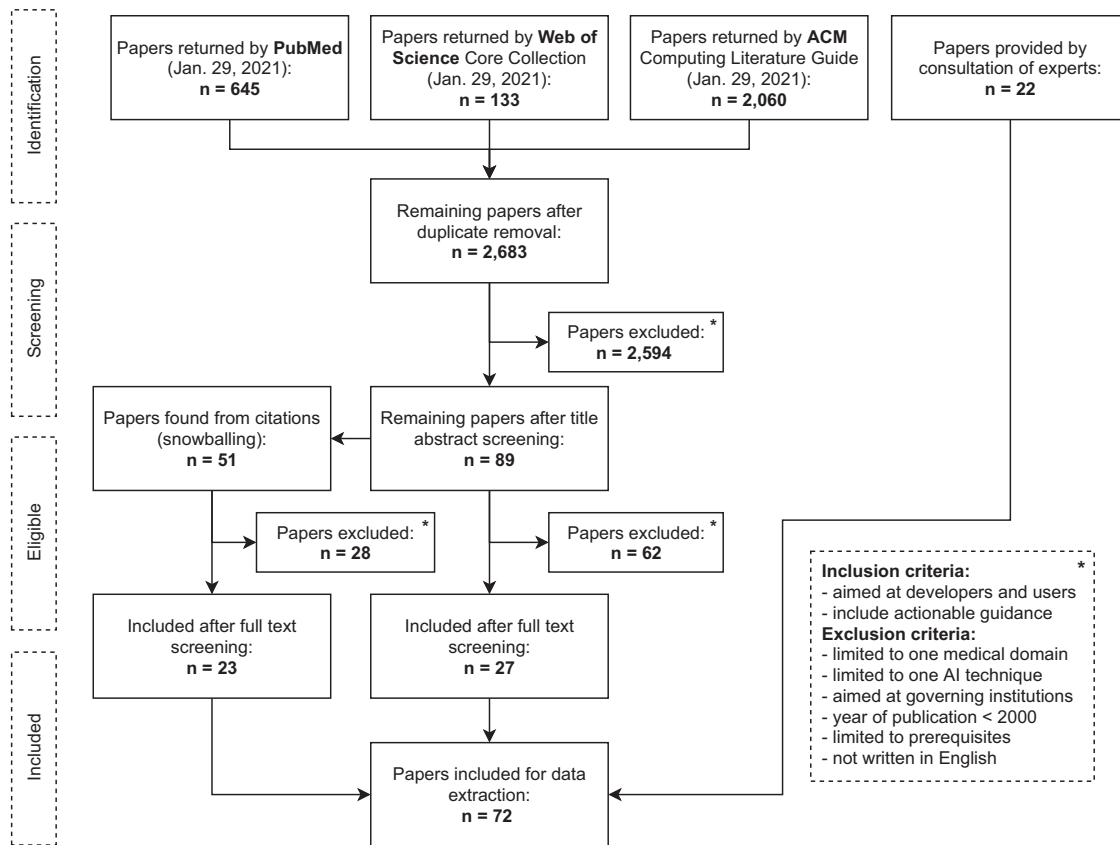 Identification
Papers returned by PubMed
(Jan. 29, 2021):
n = 645
Papers returned by Web of
Science Core Collection
(Jan. 29, 2021):
n = 133
Papers returned by ACM
Computing Literature Guide
(Jan. 29, 2021):
n = 2,060
Papers provided by
consultation of experts:
n = 22
Screening
Remaining papers after
duplicate removal:
n = 2,683
Papers excluded: *
n = 2,594
Papers found from citations
(snowballing):
n = 51
Remaining papers after title
abstract screening:
n = 89
Eligible
Papers excluded: *
n = 28
Papers excluded: *
n = 62
Included after full text
screening:
n = 23
Included after full text
screening:
n = 27
Inclusion criteria: *
- aimed at developers and users
- include actionable guidance
Exclusion criteria:
- limited to one medical domain
- limited to one AI technique
- aimed at governing institutions
- year of publication < 2000
- limited to prerequisites
- not written in English
Included
Papers included for data
extraction:
n = 72